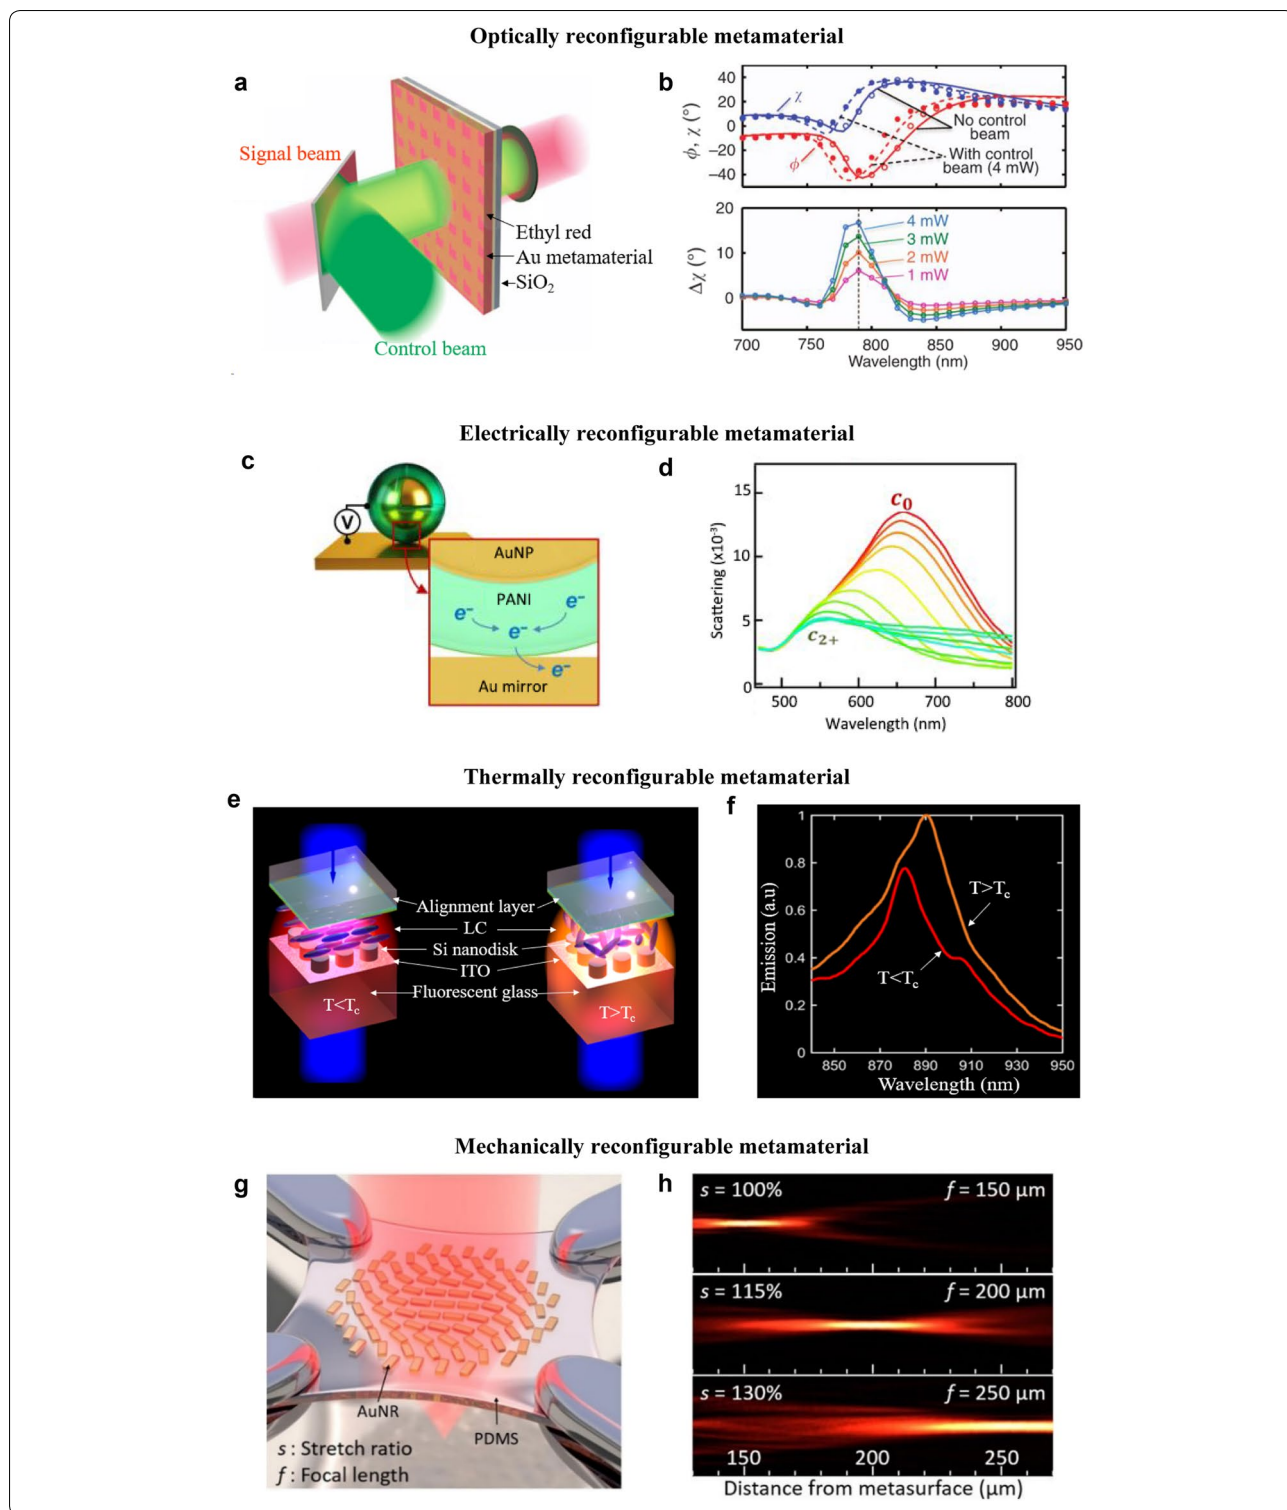 Optically reconfigurable metamaterial
a
Signal beam
Ethyl red
Au metamaterial
SiO₂
Control beam
b
ϕ, χ (°)
40
20
0
−20
−40
χ
ϕ
No control
beam
With control
beam (4 mW)
Δχ (°)
20
10
0
4 mW
3 mW
2 mW
1 mW
700
750
800
850
900
950
Wavelength (nm)
Electrically reconfigurable metamaterial
c
V
AuNP
PANI
e⁻
e⁻
e⁻
e⁻
Au mirror
d
Scattering (x10⁻³)
15
10
5
0
c₀
c₂₊
500
600
700
800
Wavelength (nm)
Thermally reconfigurable metamaterial
e
Alignment layer
LC
Si nanodisk
ITO
Fluorescent glass
T<Tc
T>Tc
f
Emission (a.u)
1
0.8
0.6
0.4
0.2
0
T>Tc
T<Tc
850
870
890
910
930
950
Wavelength (nm)
Mechanically reconfigurable metamaterial
g
AuNR
PDMS
s : Stretch ratio
f : Focal length
h
s = 100% f = 150 μm
s = 115% f = 200 μm
s = 130% f = 250 μm
150 200 250
Distance from metasurface (μm)